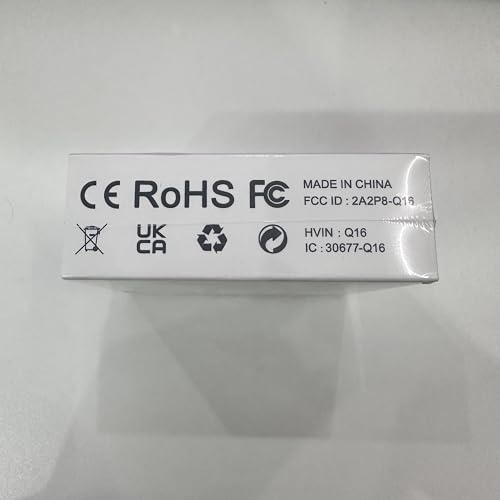 CE RoHS FC MADE IN CHINA
FCC ID : 2A2P8-Q16
UK
CA
HVIN : Q16
IC : 30677-Q16